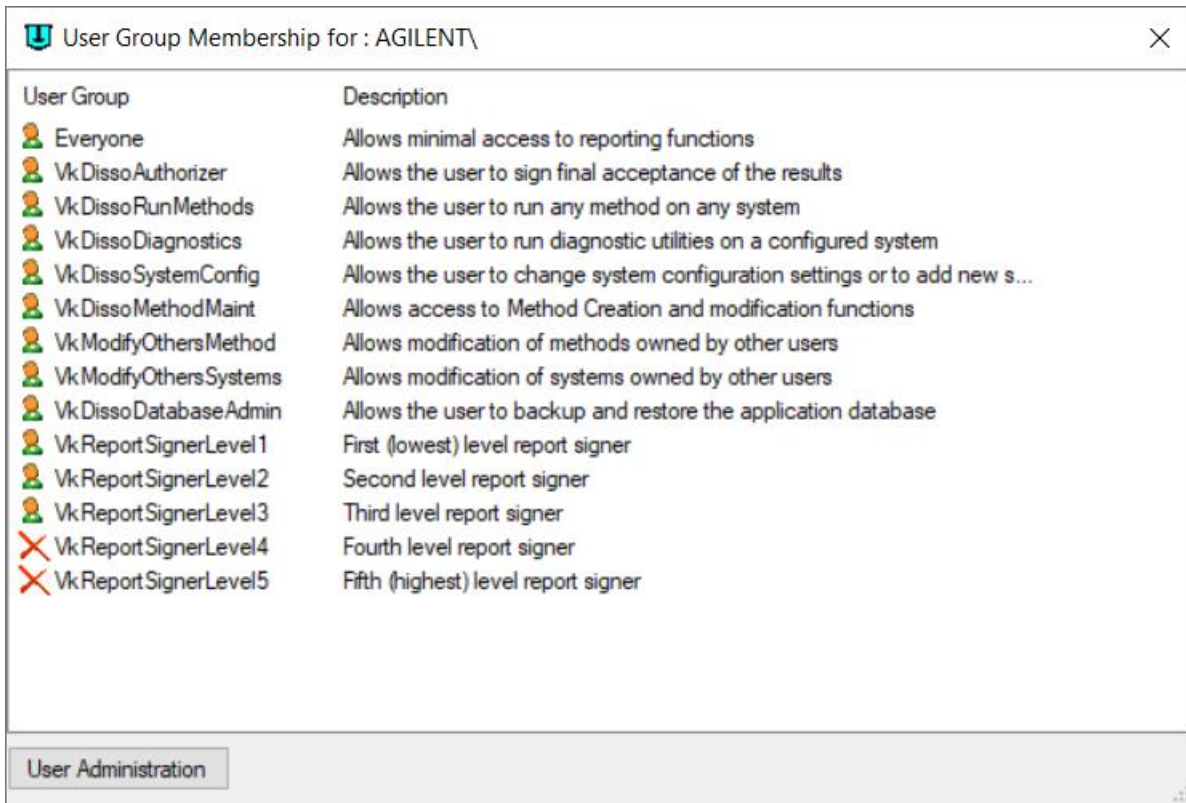 User Group Membership for : AGILENT\
User Group Description
Everyone Allows minimal access to reporting functions
VkDissoAuthorizer Allows the user to sign final acceptance of the results
VkDissoRunMethods Allows the user to run any method on any system
VkDissoDiagnostics Allows the user to run diagnostic utilities on a configured system
VkDissoSystemConfig Allows the user to change system configuration settings or to add new s...
VkDissoMethodMaint Allows access to Method Creation and modification functions
VkModifyOthersMethod Allows modification of methods owned by other users
VkModifyOthersSystems Allows modification of systems owned by other users
VkDissoDatabaseAdmin Allows the user to backup and restore the application database
VkReportSignerLevel1 First (lowest) level report signer
VkReportSignerLevel2 Second level report signer
VkReportSignerLevel3 Third level report signer
VkReportSignerLevel4 Fourth level report signer
VkReportSignerLevel5 Fifth (highest) level report signer
User Administration